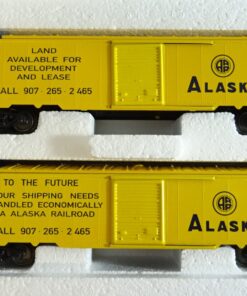 LAND
AVAILABLE FOR
DEVELOPMENT
AND LEASE
ALL 907-265-2465
ALASK
TO THE FUTURE
OUR SHIPPING NEEDS
ANDLED ECONOMICALLY
A ALASKA RAILROAD
ALL 907-265-2465
ALASK